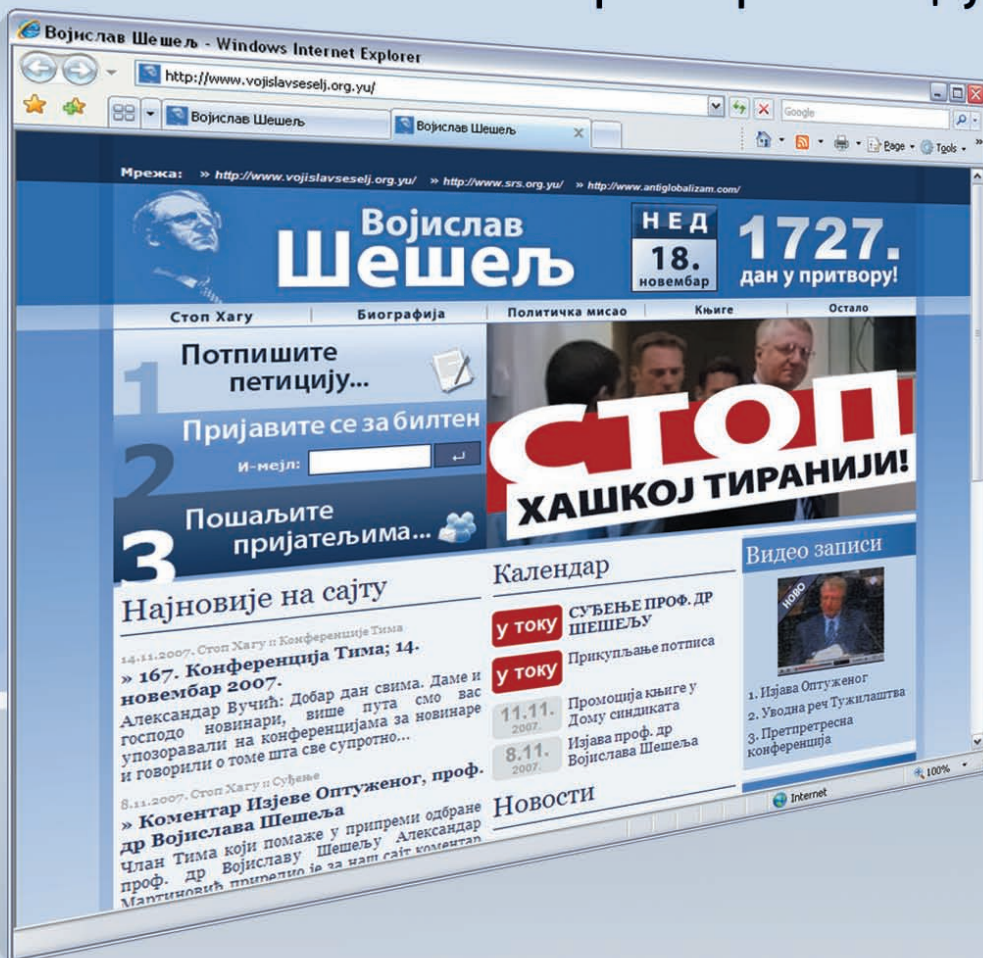 Војислав Шешељ - Windows Internet Explorer
http://www.vojislavseselj.org.yu/
Google
Војислав Шешељ
Војислав Шешељ
Page
Tools
Мрежа: » http://www.vojislavseselj.org.yu/ » http://www.srs.org.yu/ » http://www.antiglobalizam.com/
Војислав
Шешељ
НЕД
18.
новембар
1727.
дан у притвору!
Стоп Хагу
Биографија
Политичка мисао
Књиге
Остало
1
Потпишите
петицију...
2
Пријавите се за билтен
И-мејл:
3
Пошаљите
пријатељима...
СТОП
ХАШКОЈ ТИРАНИЈИ!
Најновије на сајту
14.11.2007. Стоп Хагу :: Конференције Тима
» 167. Конференција Тима; 14.
новембар 2007.
Александар Вучић: Добар дан свима. Даме и
господо новинари, више пута смо вас
упозоравали на конференцијама за новинаре
и говорили о томе шта све супротно...
8.11.2007. Стоп Хагу :: Суђење
» Коментар Изјеве Оптуженог, проф.
др Војислава Шешеља
Члан Тима који помаже у припреми одбране
проф. др Војиславу Шешељу Александар
Мартиновић приредио је за наш сајт коментар
Календар
у току
СУЂЕЊЕ ПРОФ. ДР
ШЕШЕЉУ
у току
Прикупљање потписа
11.11.
2007.
Промоција књиге у
Дому синдиката
8.11.
2007.
Изјава проф. др
Војислава Шешеља
Новости
Видео записи
НОВО
1. Изјава Оптуженог
2. Уводна реч Тужилаштва
3. Претпретресна
конференција
Internet
100%